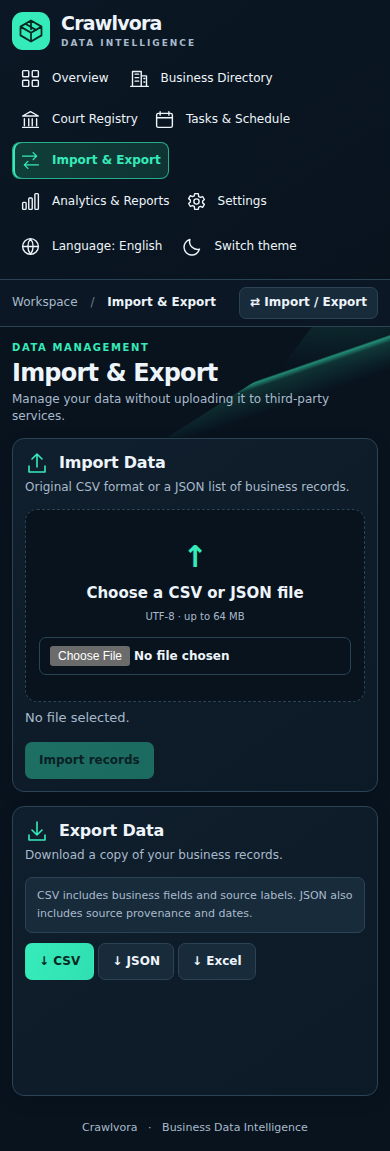 Crawlvora
DATA INTELLIGENCE
Overview
Business Directory
Court Registry
Tasks & Schedule
Import & Export
Analytics & Reports
Settings
Language: English
Switch theme
Workspace / Import & Export
⇄ Import / Export
DATA MANAGEMENT
Import & Export
Manage your data without uploading it to third-party
services.
Import Data
Original CSV format or a JSON list of business records.
↑
Choose a CSV or JSON file
UTF-8 · up to 64 MB
Choose File No file chosen
No file selected.
Import records
Export Data
Download a copy of your business records.
CSV includes business fields and source labels. JSON also
includes source provenance and dates.
↓ CSV
↓ JSON
↓ Excel
Crawlvora · Business Data Intelligence